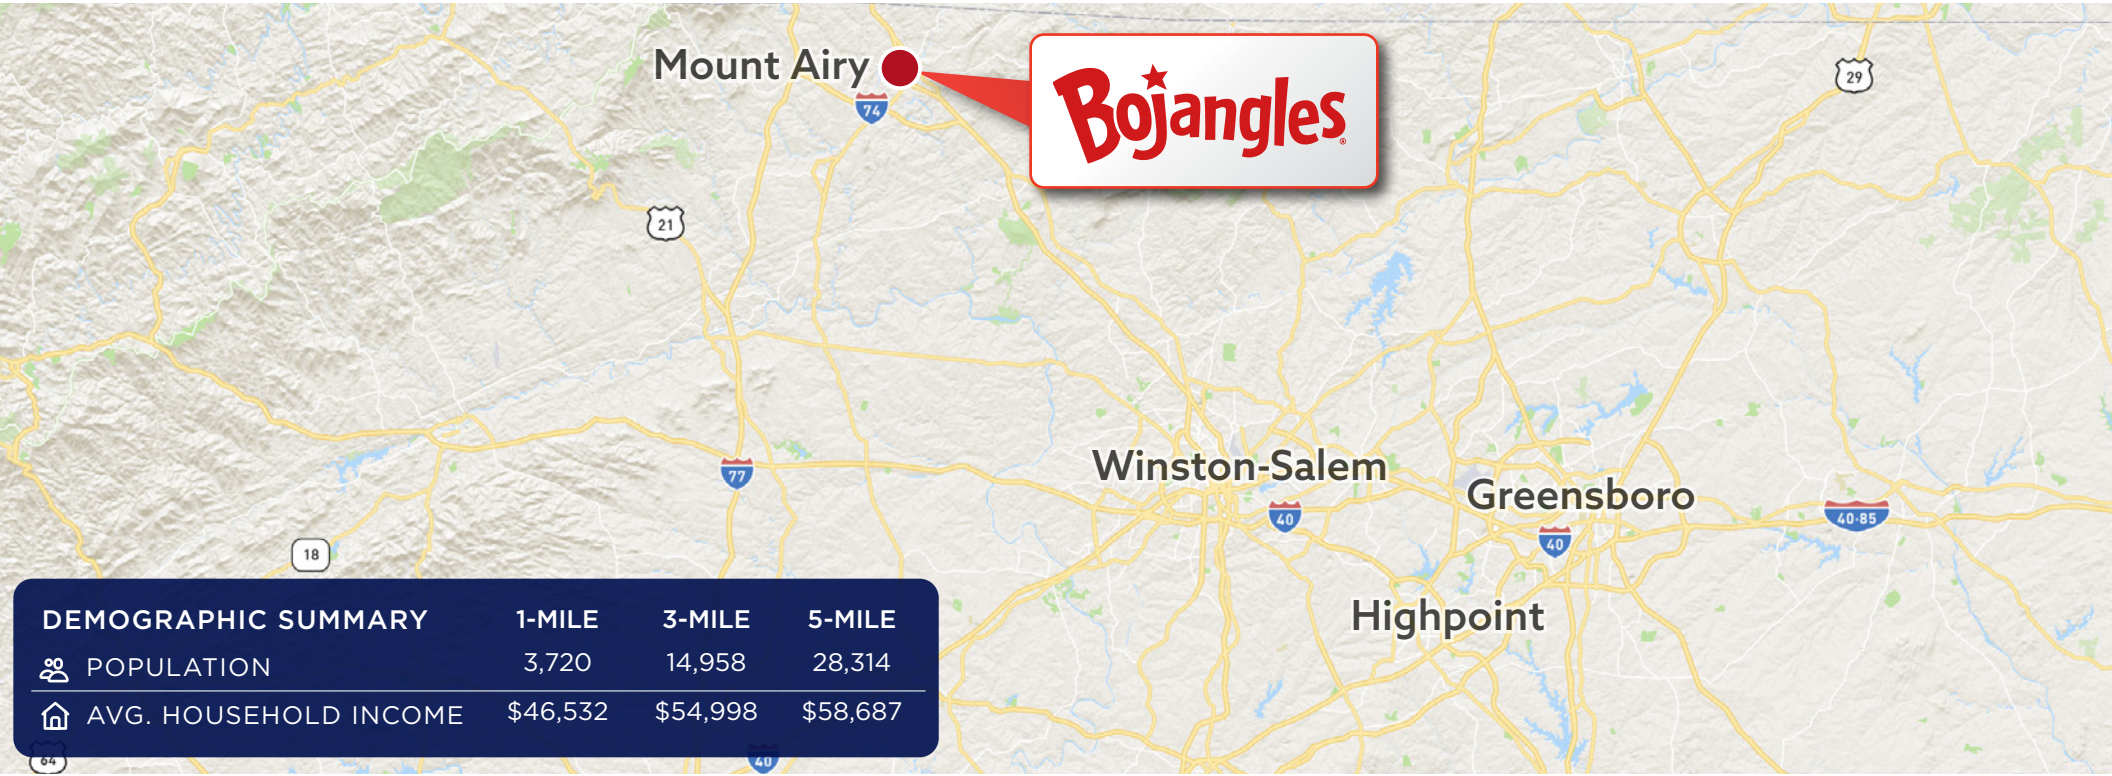 Mount Airy
74
Bojangles®
29
21
77
Winston-Salem
40
Greensboro
40
40-85
18
Highpoint
DEMOGRAPHIC SUMMARY 1-MILE 3-MILE 5-MILE
POPULATION 3,720 14,958 28,314
AVG. HOUSEHOLD INCOME $46,532 $54,998 $58,687
64
40